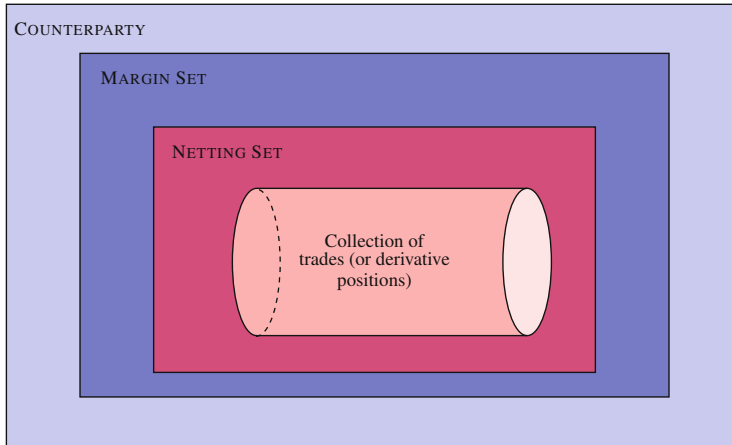 COUNTERPARTY
MARGIN SET
NETTING SET
Collection of
trades (or derivative
positions)